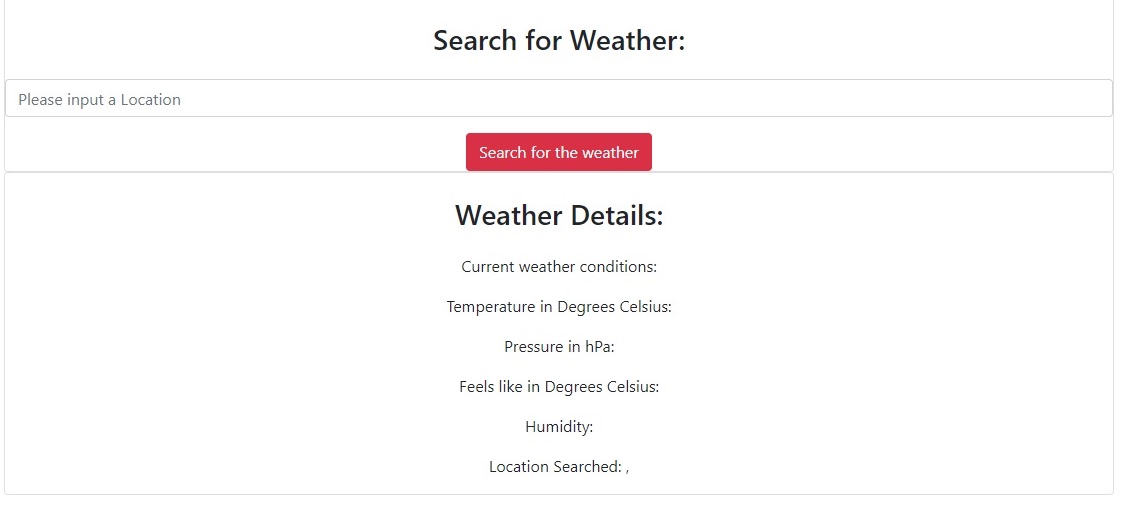 Search for Weather:
Please input a Location
Search for the weather
Weather Details:
Current weather conditions:
Temperature in Degrees Celsius:
Pressure in hPa:
Feels like in Degrees Celsius:
Humidity:
Location Searched: ,